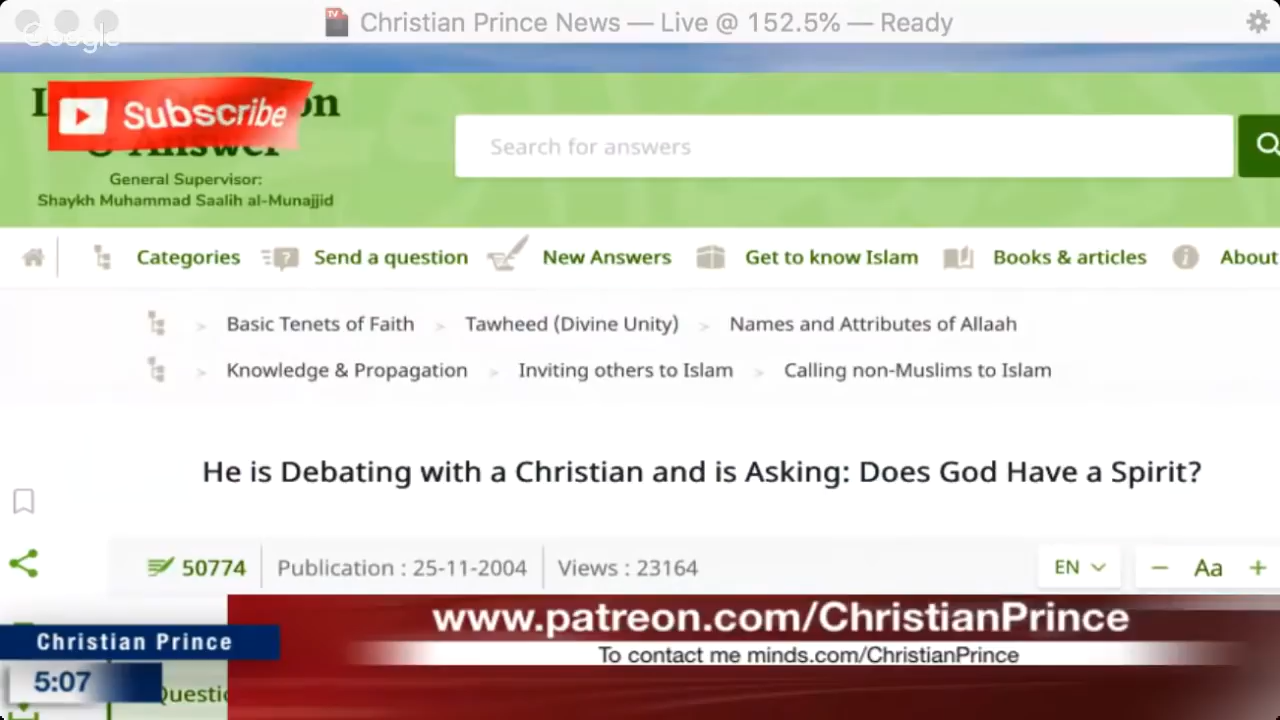 Christian Prince News — Live @ 152.5% — Ready
Google
Subscribe
Answer
General Supervisor:
Shaykh Muhammad Saalih al-Munajjid
Search for answers
Categories Send a question New Answers Get to know Islam Books & articles About
> Basic Tenets of Faith > Tawheed (Divine Unity) > Names and Attributes of Allaah
> Knowledge & Propagation > Inviting others to Islam > Calling non-Muslims to Islam
He is Debating with a Christian and is Asking: Does God Have a Spirit?
50774 Publication : 25-11-2004 Views : 23164 EN − Aa +
www.patreon.com/ChristianPrince
Christian Prince
To contact me minds.com/ChristianPrince
5:07